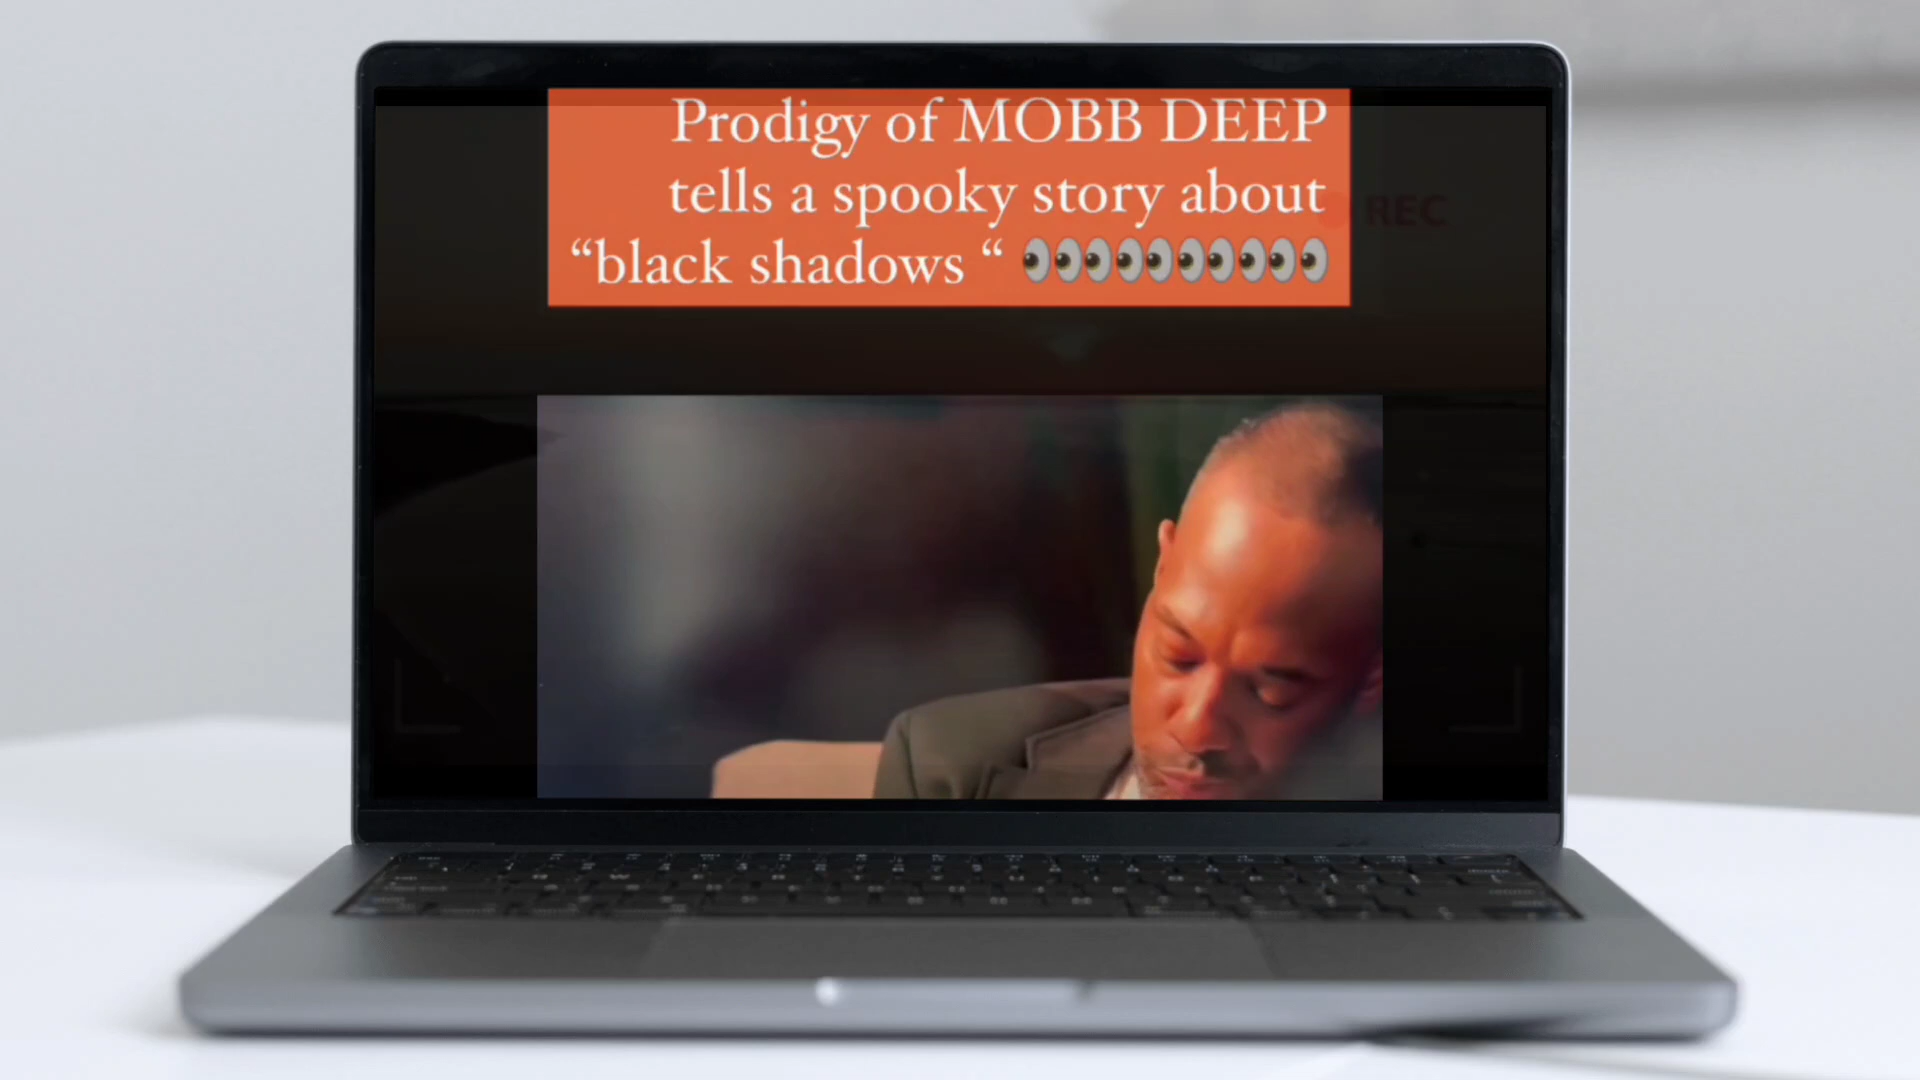 Prodigy of MOBB DEEP
tells a spooky story about
“black shadows “ 👀👀👀👀👀
REC